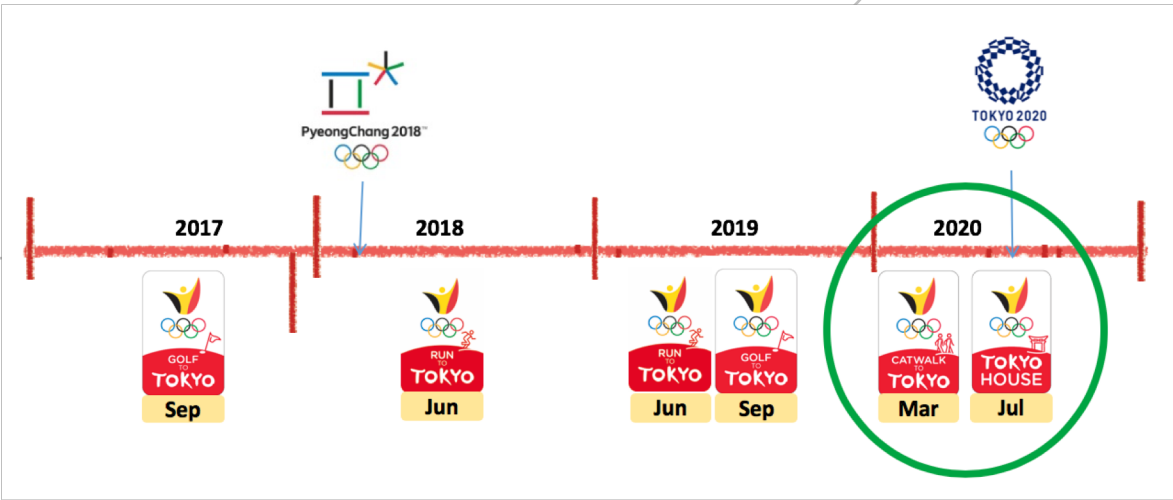 PyeongChang 2018™
TOKYO 2020
2017
2018
2019
2020
GOLF
TO
TOKYO
Sep
RUN
TO
TOKYO
Jun
RUN
TO
TOKYO
Jun
GOLF
TO
TOKYO
Sep
CATWALK
TO
TOKYO
Mar
TOKYO
HOUSE
Jul